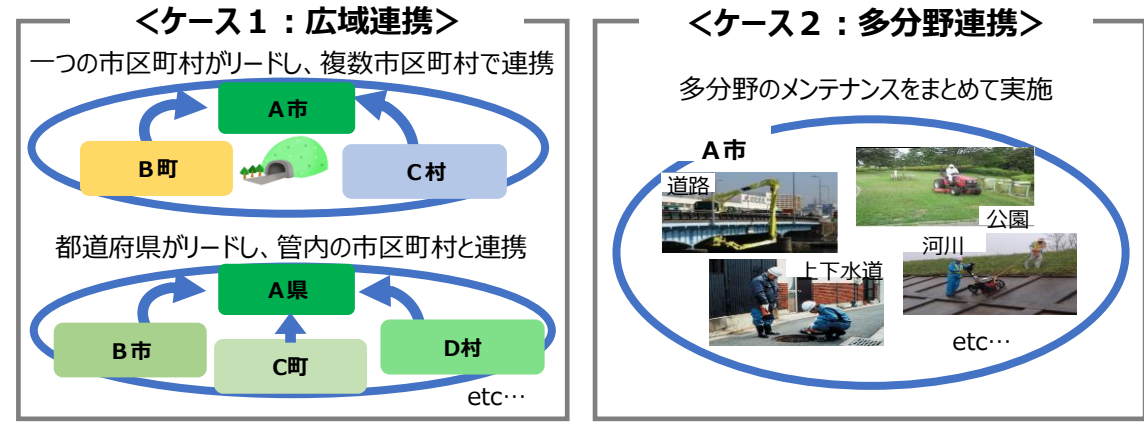 ＜ケース１：広域連携＞
一つの市区町村がリードし、複数市区町村で連携
Ａ市
Ｂ町
Ｃ村
都道府県がリードし、管内の市区町村と連携
Ａ県
Ｂ市
Ｃ町
Ｄ村
etc…
＜ケース２：多分野連携＞
多分野のメンテナンスをまとめて実施
Ａ市
道路
公園
河川
上下水道
etc…